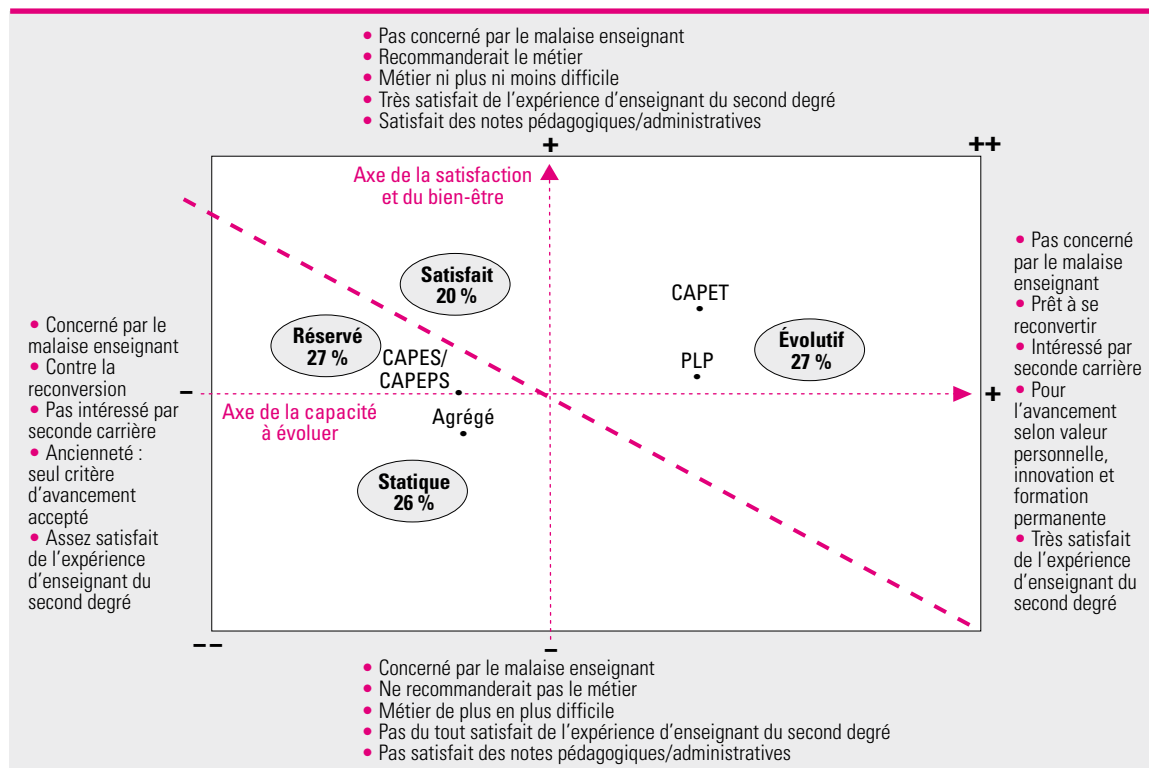 • Pas concerné par le malaise enseignant
• Recommanderait le métier
• Métier ni plus ni moins difficile
• Très satisfait de l'expérience d'enseignant du second degré
• Satisfait des notes pédagogiques/administratives
+
++
Axe de la satisfaction
et du bien-être
Satisfait
20 %
CAPET
Réservé
27 %
CAPES/
CAPEPS
PLP
Évolutif
27 %
–
+
Axe de la capacité
à évoluer
Agrégé
Statique
26 %
• Concerné par le
malaise enseignant
• Contre la
reconversion
• Pas intéressé par
seconde carrière
• Ancienneté :
seul critère
d'avancement
accepté
• Assez satisfait
de l'expérience
d'enseignant du
second degré
• Pas concerné
par le malaise
enseignant
• Prêt à se
reconvertir
• Intéressé par
seconde carrière
• Pour
l'avancement
selon valeur
personnelle,
innovation et
formation
permanente
• Très satisfait
de l'expérience
d'enseignant du
second degré
– –
–
• Concerné par le malaise enseignant
• Ne recommanderait pas le métier
• Métier de plus en plus difficile
• Pas du tout satisfait de l'expérience d'enseignant du second degré
• Pas satisfait des notes pédagogiques/administratives